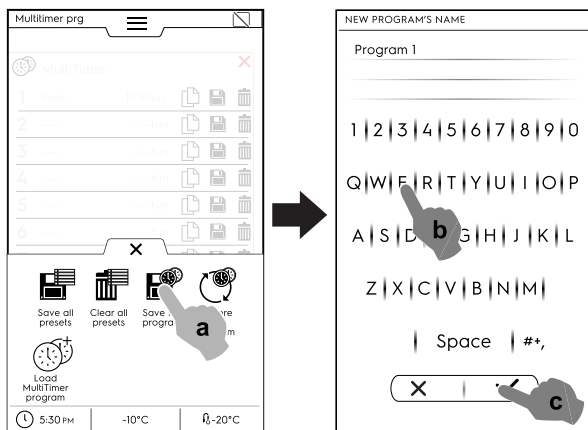 Multitimer prg
MultiTimer
1
2
3
4
5
6
Save all presets
Clear all presets
Save
progra
a
re
m
Load
MultiTimer
program
5:30 PM
-10°C
-20°C
NEW PROGRAM'S NAME
Program 1
1 2 3 4 5 6 7 8 9 0
Q W E R T Y U I O P
A S D G H J K L
b
Z X C V B N M
Space #+,
c